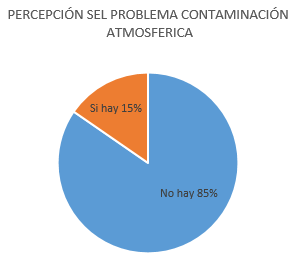 PERCEPCIÓN SEL PROBLEMA CONTAMINACIÓN
ATMOSFERICA
Si hay 15%
No hay 85%